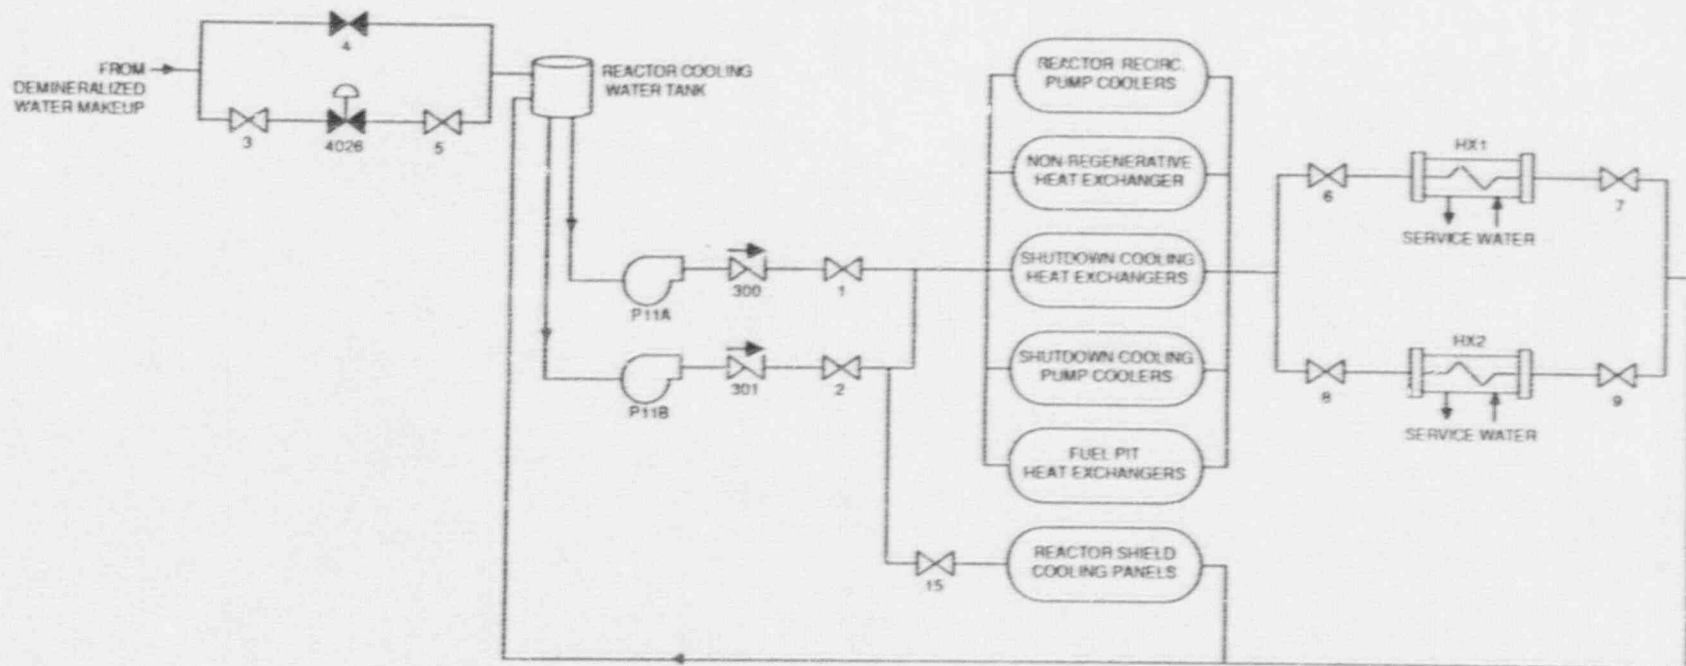 4
FROM
DEMINERALIZED
WATER MAKEUP
3
4026
5
REACTOR COOLING
WATER TANK
P11A
300
1
P11B
301
2
REACTOR RECIRC.
PUMP COOLERS
NON-REGENERATIVE
HEAT EXCHANGER
SHUTDOWN COOLING
HEAT EXCHANGERS
SHUTDOWN COOLING
PUMP COOLERS
FUEL PIT
HEAT EXCHANGERS
15
REACTOR SHIELD
COOLING PANELS
6
HX1
7
SERVICE WATER
8
HX2
9
SERVICE WATER